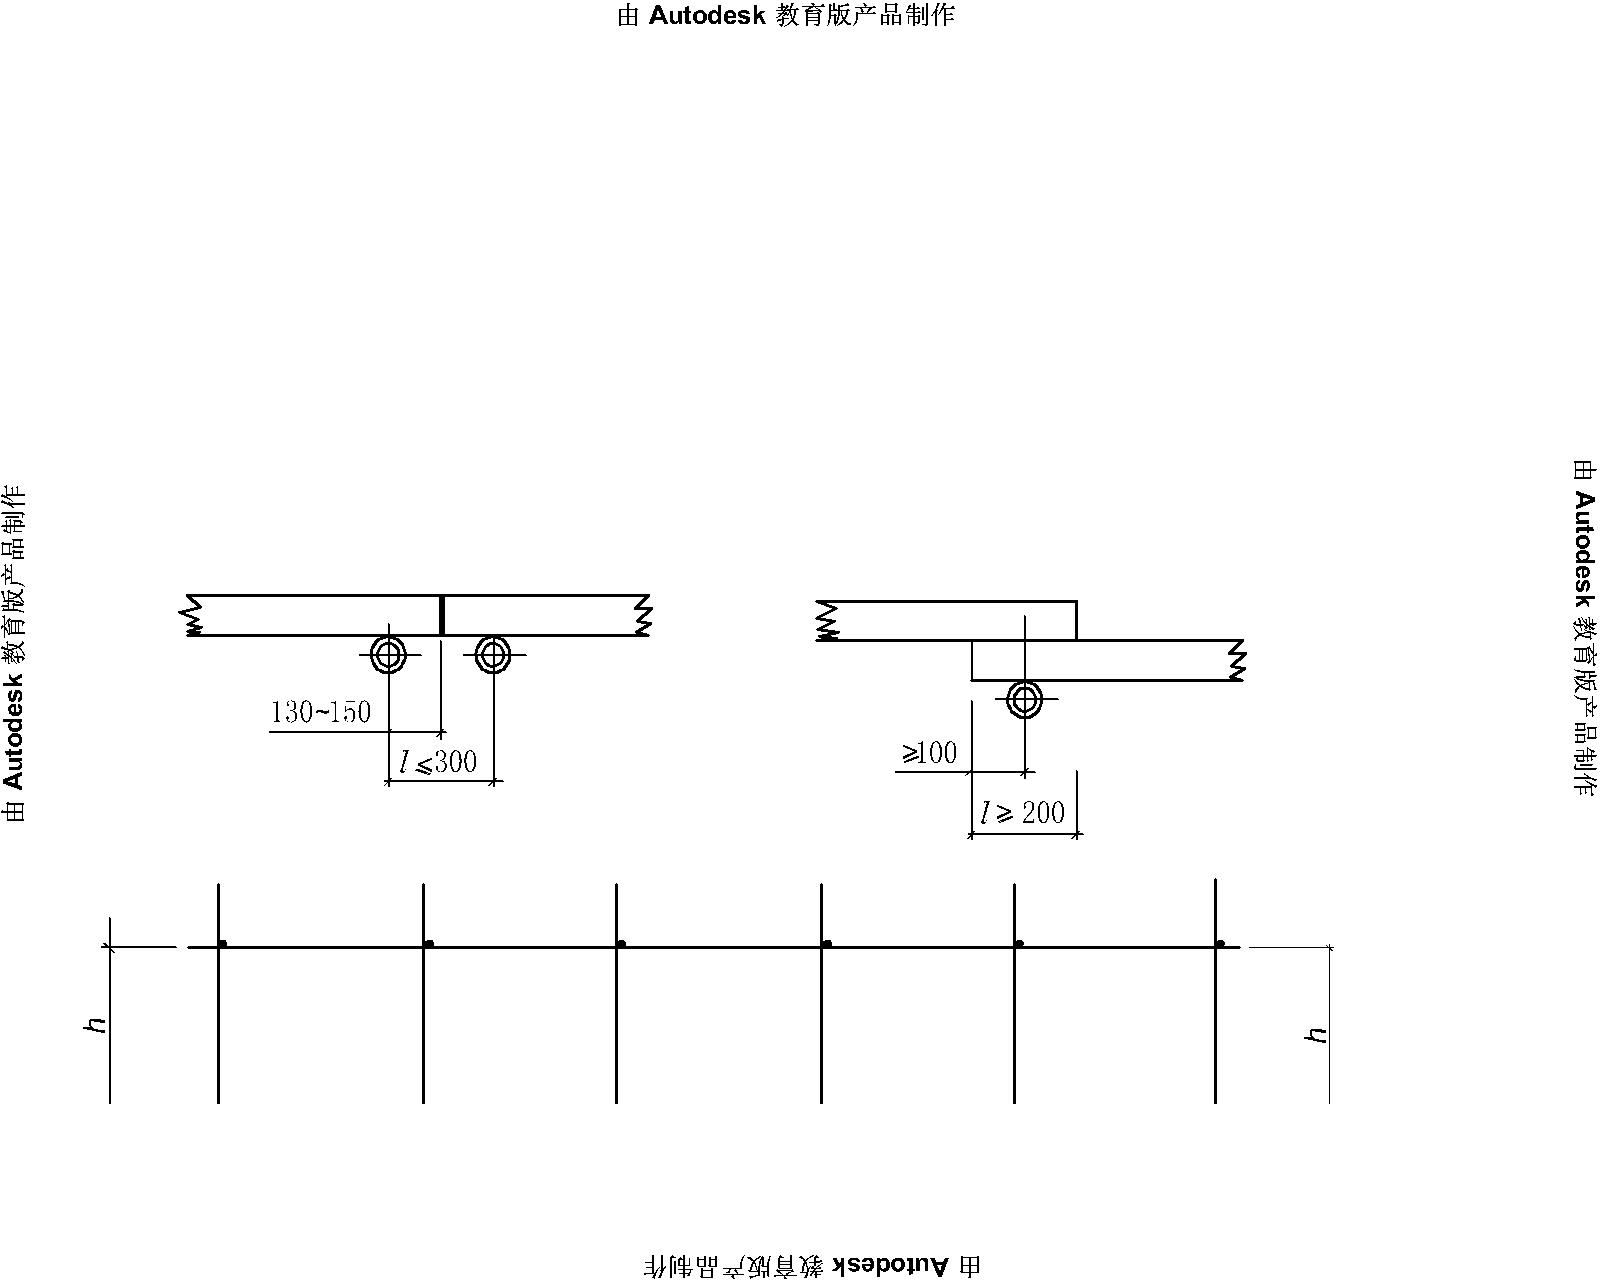 由 Autodesk 教育版产品制作
由 Autodesk 教育版产品制作
由 Autodesk 教育版产品制作
130~150
l≤300
≥100
l≥200
h
h
由 Autodesk 教育版产品制作